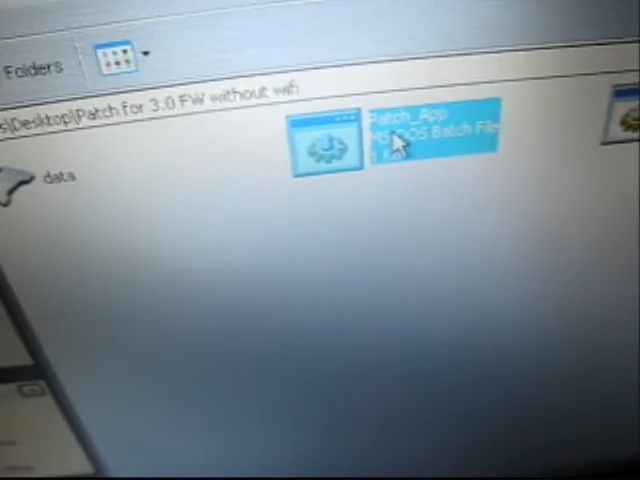 Folders
s\Desktop\Patch for 3.0 FW without wifi
Patch_App
MS-DOS Batch File
data